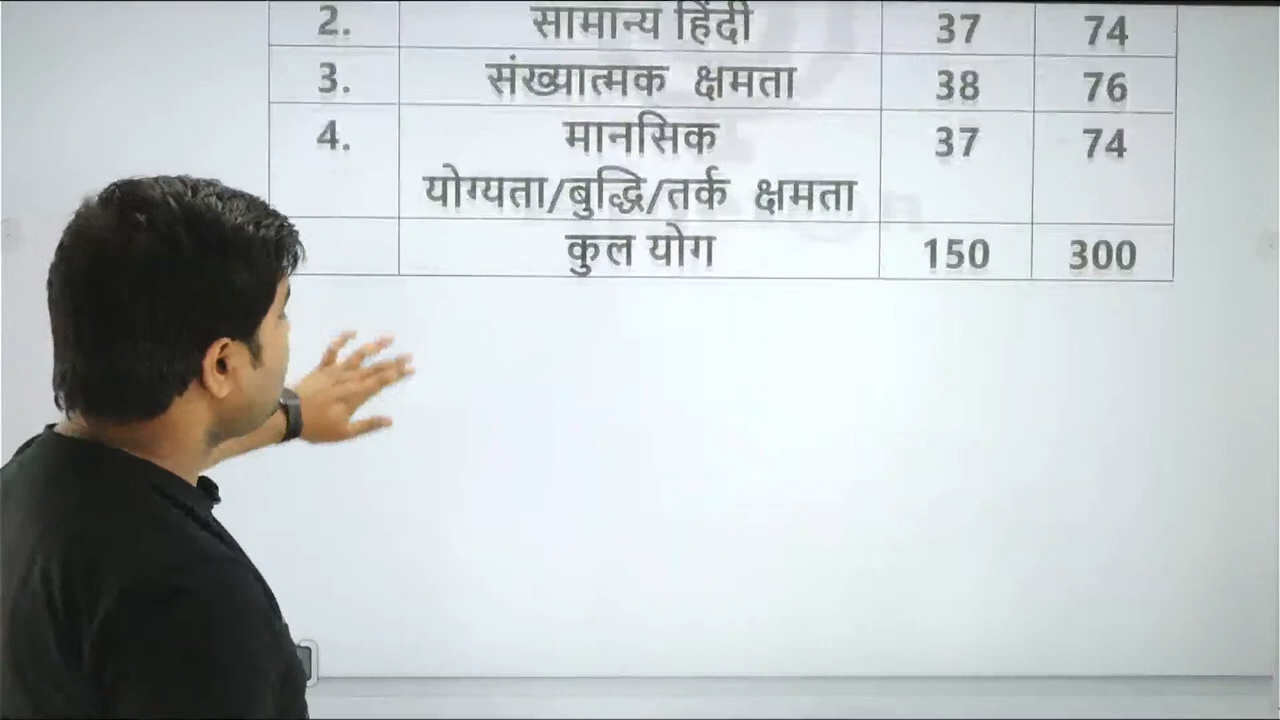 2. सामान्य हिंदी 37 74
3. संख्यात्मक क्षमता 38 76
4. मानसिक 37 74
योग्यता/बुद्धि/तर्क क्षमता
कुल योग 150 300